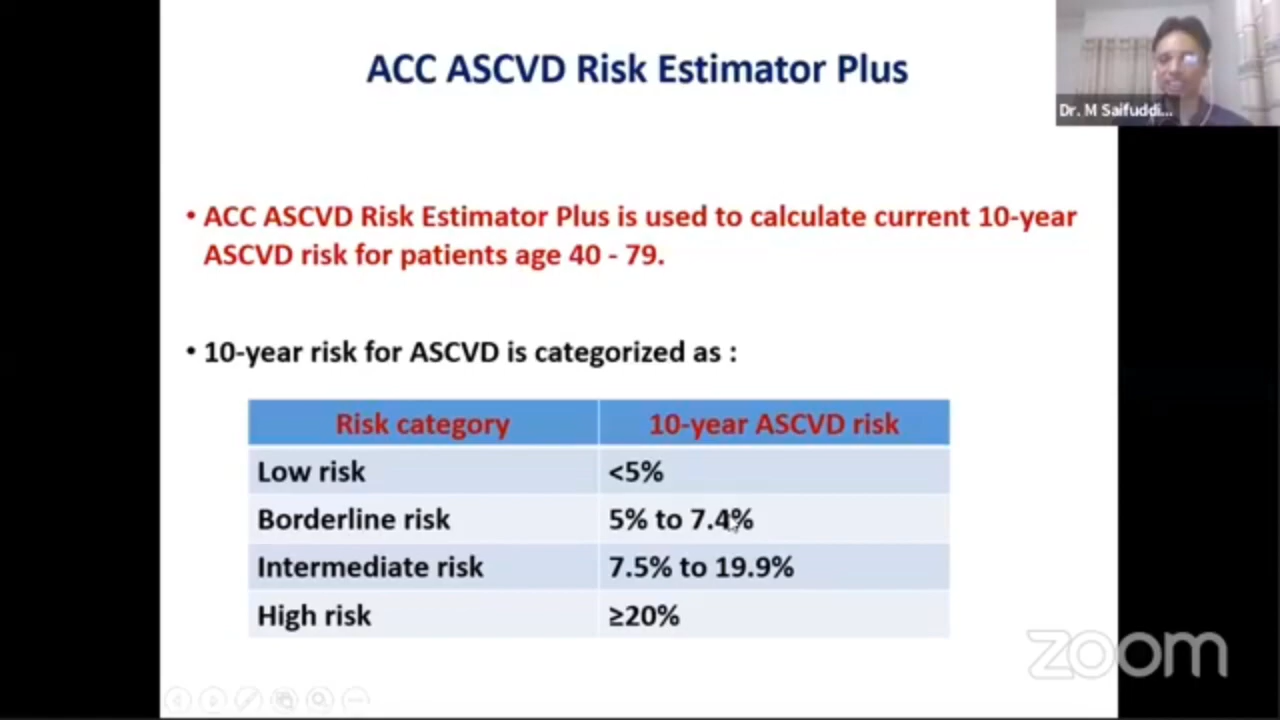 ACC ASCVD Risk Estimator Plus
Dr. M Saifuddi...
• ACC ASCVD Risk Estimator Plus is used to calculate current 10-year
ASCVD risk for patients age 40 - 79.
• 10-year risk for ASCVD is categorized as :
Risk category 10-year ASCVD risk
Low risk <5%
Borderline risk 5% to 7.4%
Intermediate risk 7.5% to 19.9%
High risk ≥20%
zoom